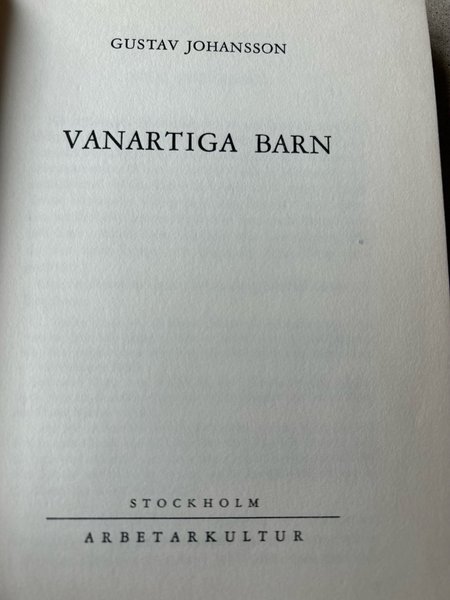 GUSTAV JOHANSSON
VANARTIGA BARN
STOCKHOLM
ARBETARKULTUR